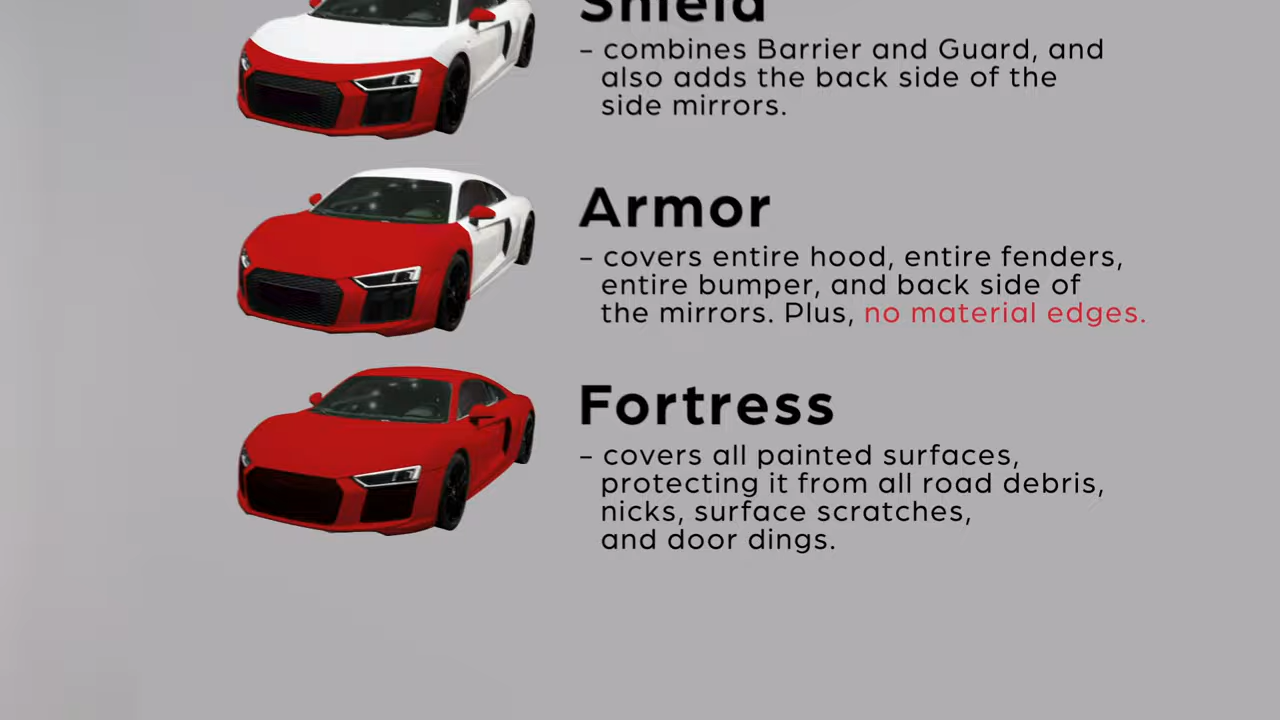 Shield
- combines Barrier and Guard, and
also adds the back side of the
side mirrors.
Armor
- covers entire hood, entire fenders,
entire bumper, and back side of
the mirrors. Plus, no material edges.
Fortress
- covers all painted surfaces,
protecting it from all road debris,
nicks, surface scratches,
and door dings.